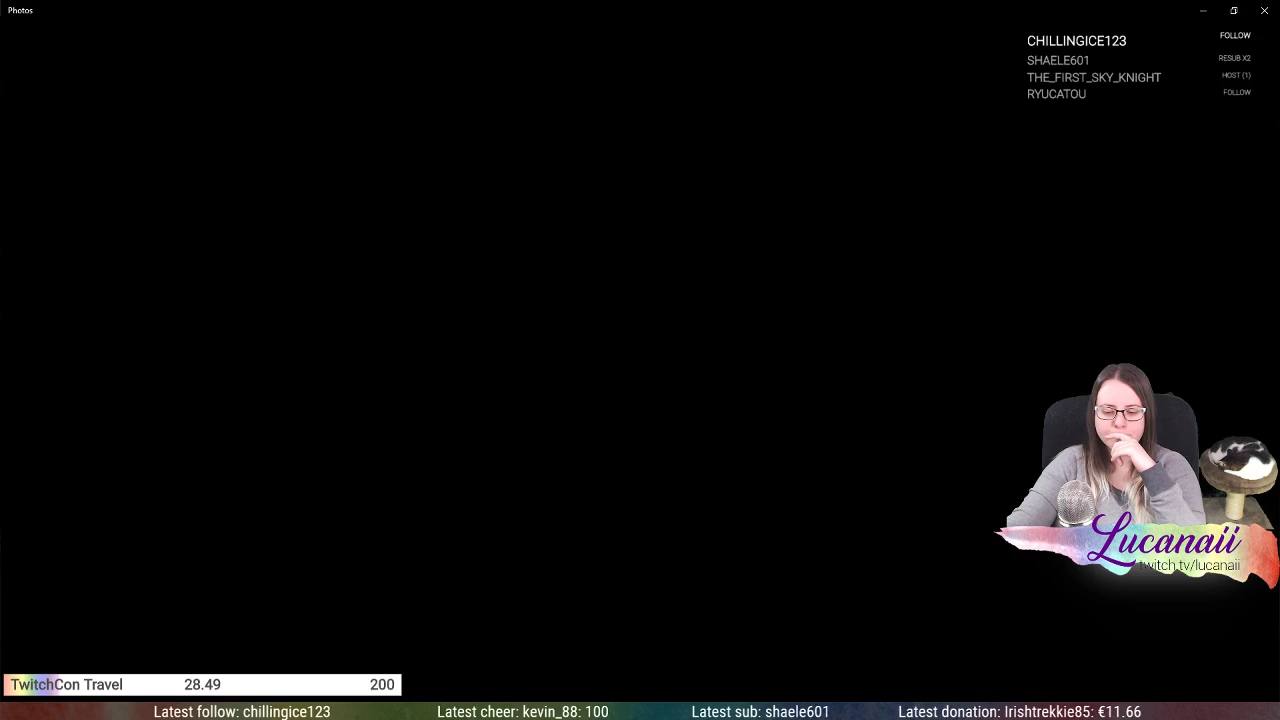 Photos
CHILLINGICE123 FOLLOW
SHAELE601 RESUB X2
THE_FIRST_SKY_KNIGHT HOST (1)
RYUCATOU FOLLOW
Lucanaii
twitch.tv/lucanaii
TwitchCon Travel 28.49 200
Latest follow: chillingice123 Latest cheer: kevin_88: 100 Latest sub: shaele601 Latest donation: Irishtrekkie85: €11.66